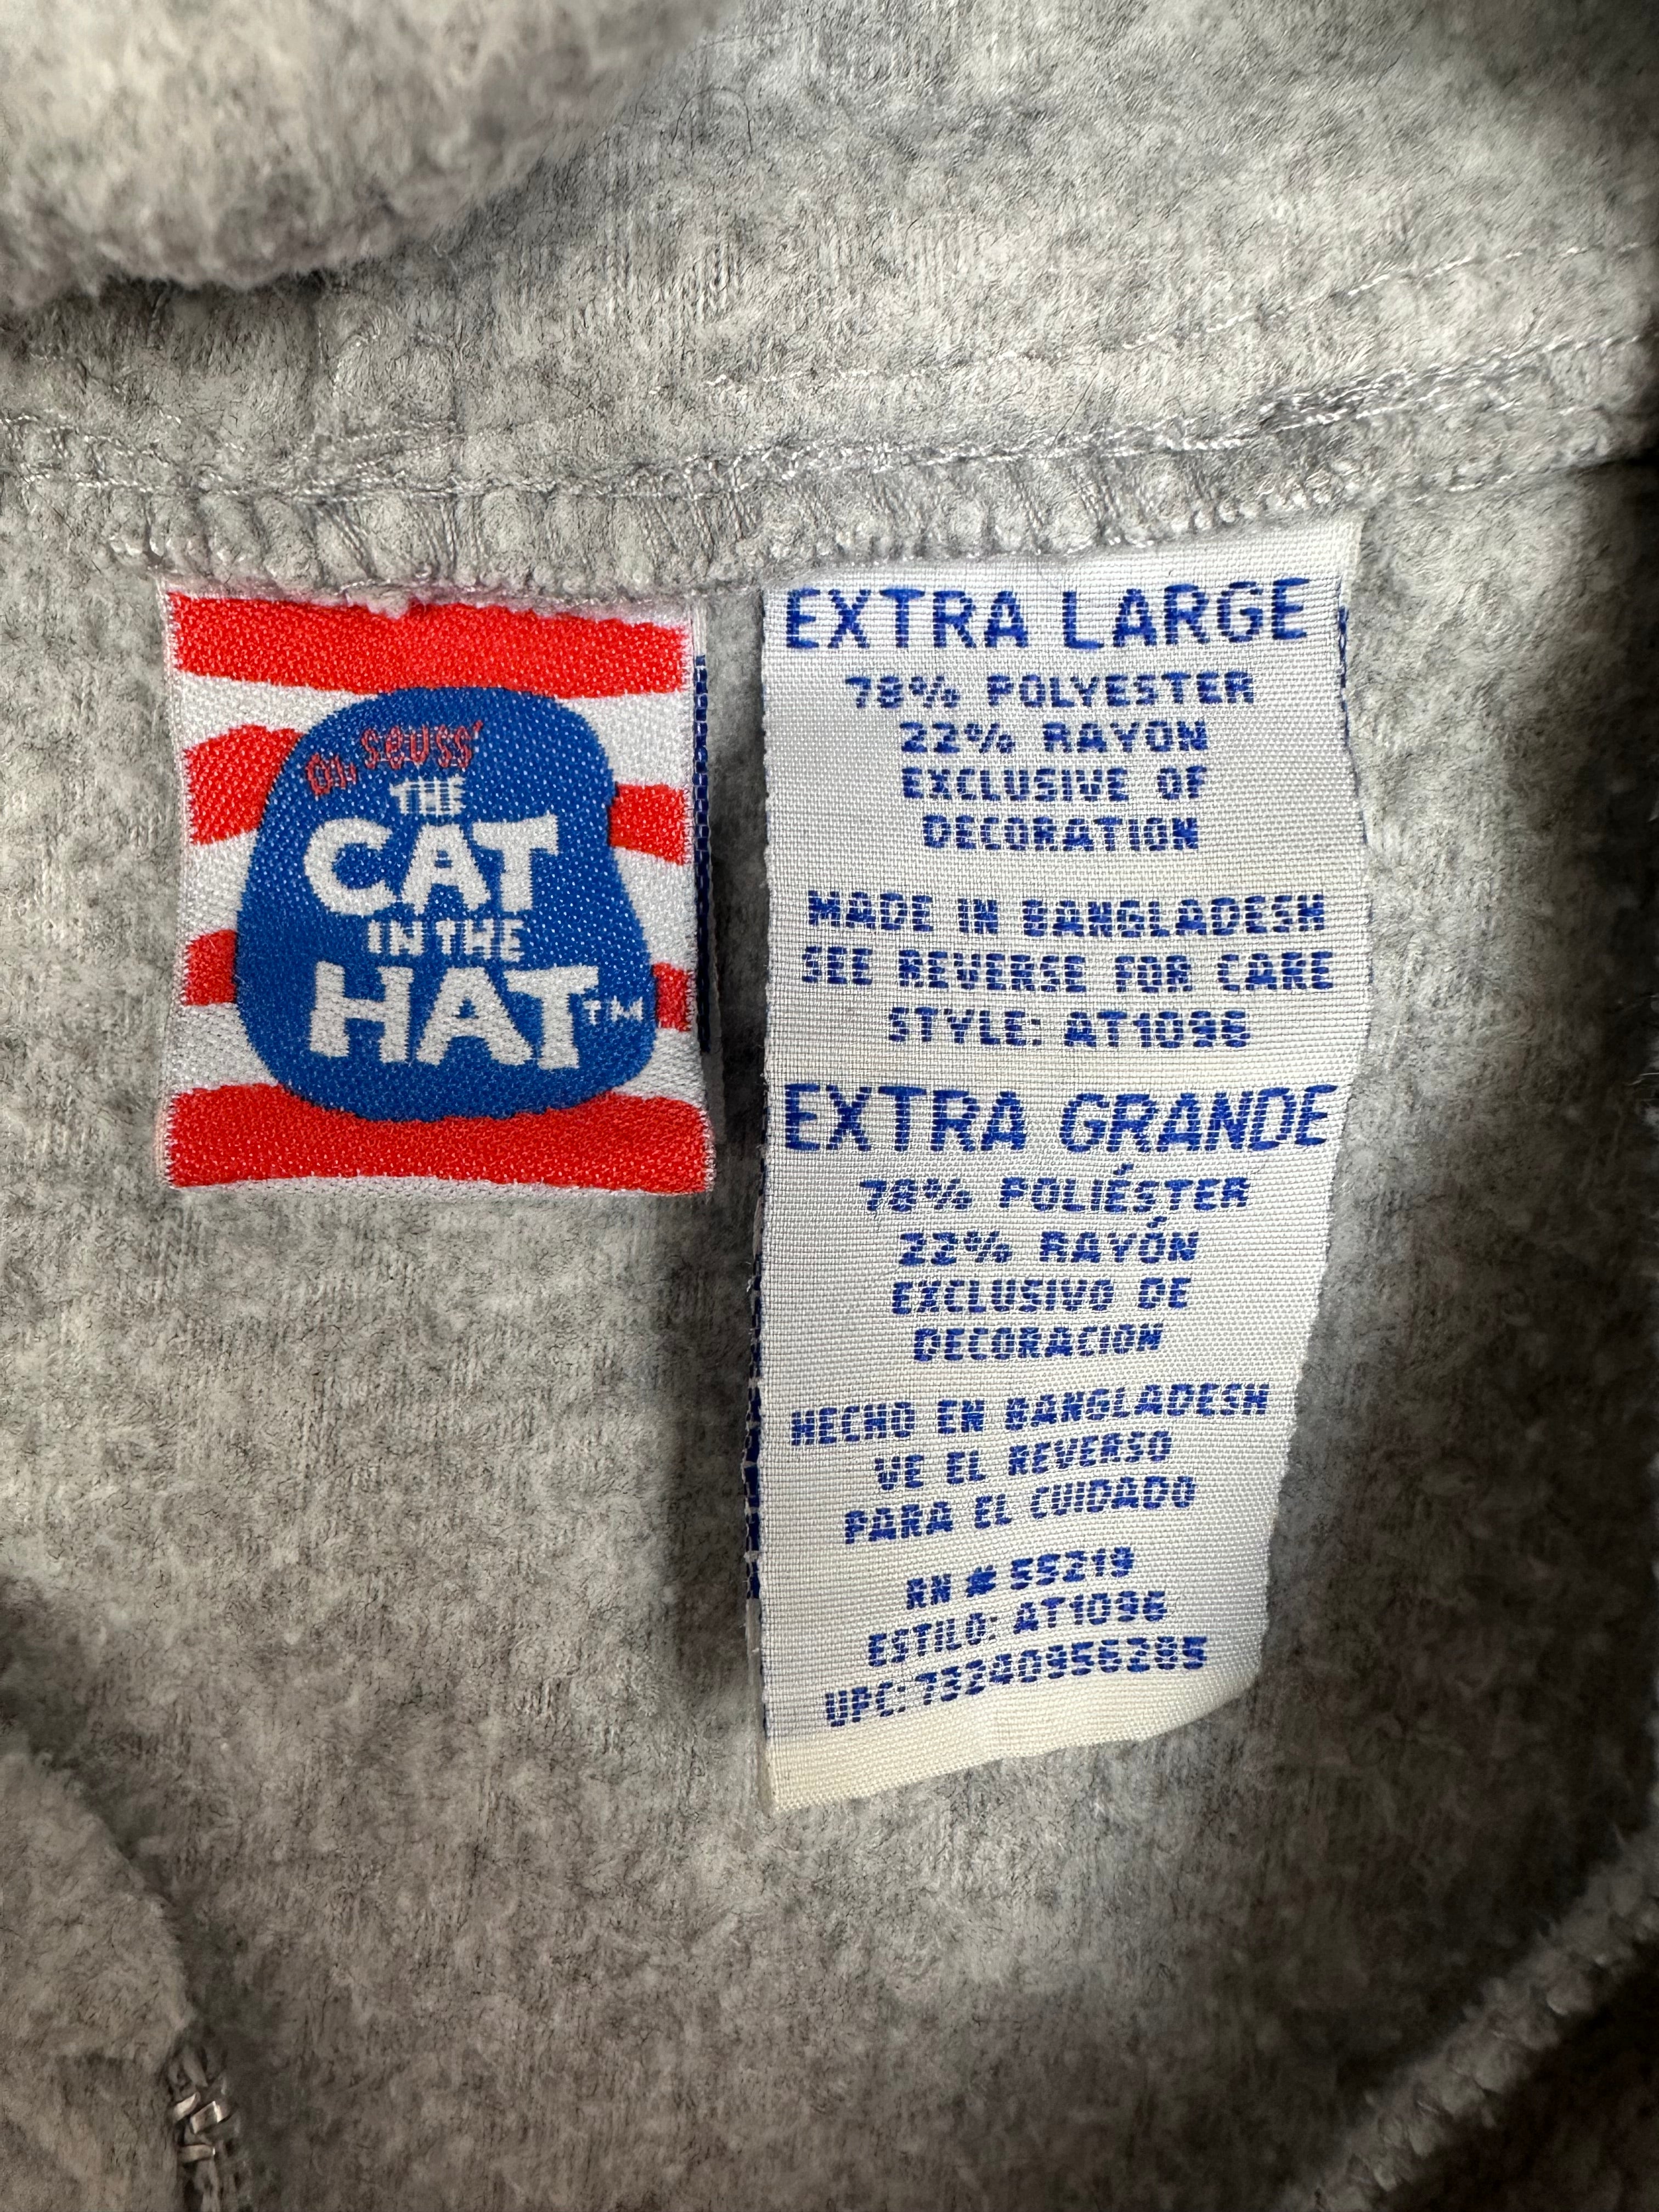 Dr. Seuss'
THE
CAT
IN THE
HAT™
EXTRA LARGE
78% POLYESTER
22% RAYON
EXCLUSIVE OF
DECORATION
MADE IN BANGLADESH
SEE REVERSE FOR CARE
STYLE: AT1096
EXTRA GRANDE
78% POLIÉSTER
22% RAYÓN
EXCLUSIVO DE
DECORACION
HECHO EN BANGLADESH
VE EL REVERSO
PARA EL CUIDADO
RN # 55219
ESTILO: AT1096
UPC: 73240956285